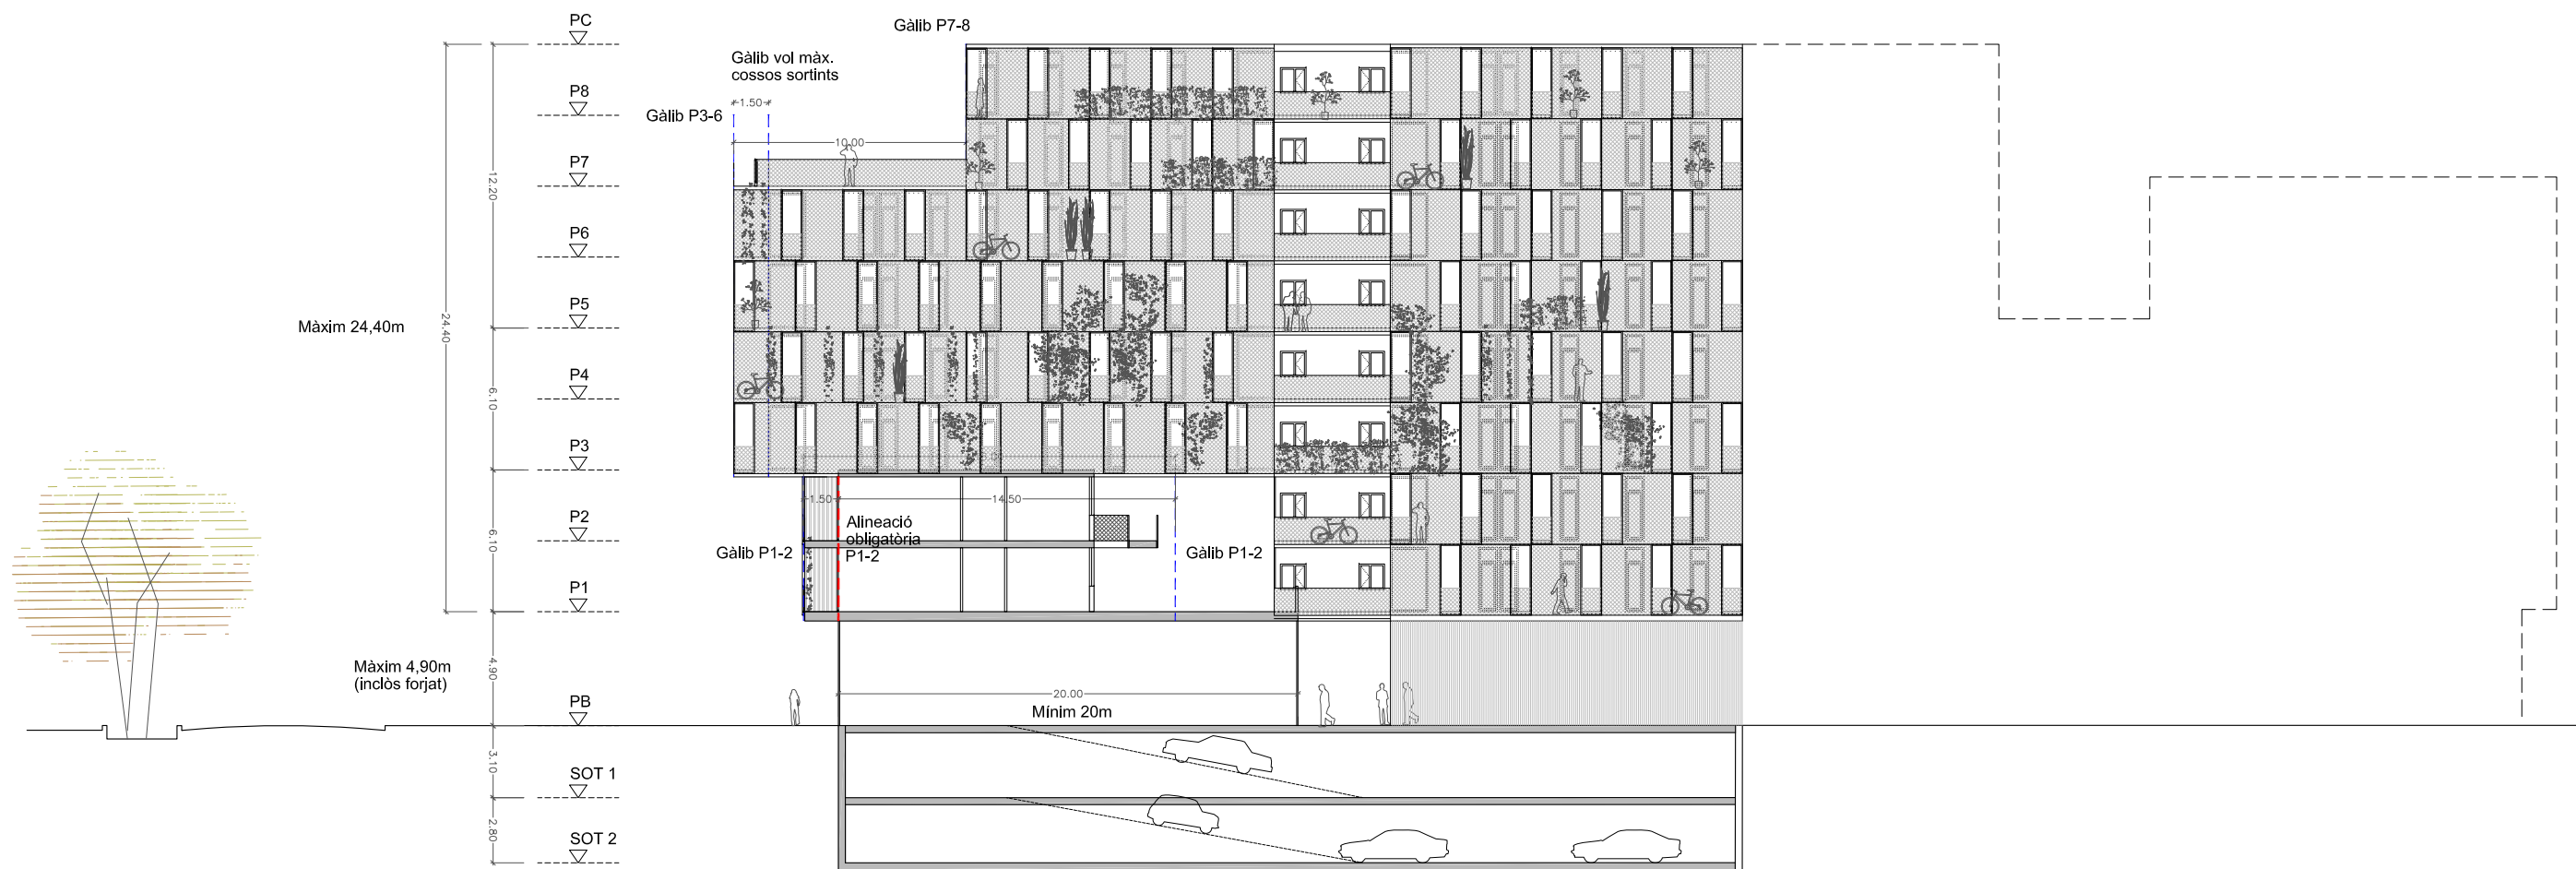 PC
Gàlib P7-8
Gàlib vol màx.
cossos sortints
P8
1.50
Gàlib P3-6
10.00
P7
12.20
P6
P5
Màxim 24,40m
24.40
P4
6.10
P3
1.50
14.50
P2
Alineació
obligatòria
P1-2
Gàlib P1-2
Gàlib P1-2
6.10
P1
Màxim 4,90m
(inclòs forjat)
4.90
PB
20.00
Mínim 20m
3.10
SOT 1
2.80
SOT 2